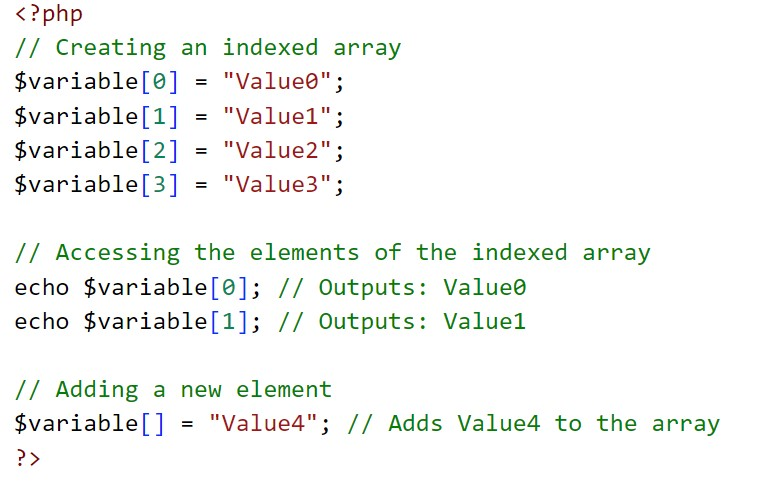 <?php
// Creating an indexed array
$variable[0] = "Value0";
$variable[1] = "Value1";
$variable[2] = "Value2";
$variable[3] = "Value3";
// Accessing the elements of the indexed array
echo $variable[0]; // Outputs: Value0
echo $variable[1]; // Outputs: Value1
// Adding a new element
$variable[] = "Value4"; // Adds Value4 to the array
?>